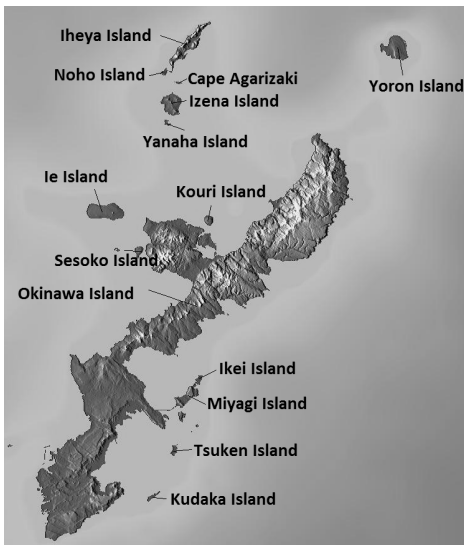 Iheya Island
Noho Island
Cape Agarizaki
Izena Island
Yoron Island
Yanaha Island
Ie Island
Kouri Island
Sesoko Island
Okinawa Island
Ikei Island
Miyagi Island
Tsuken Island
Kudaka Island